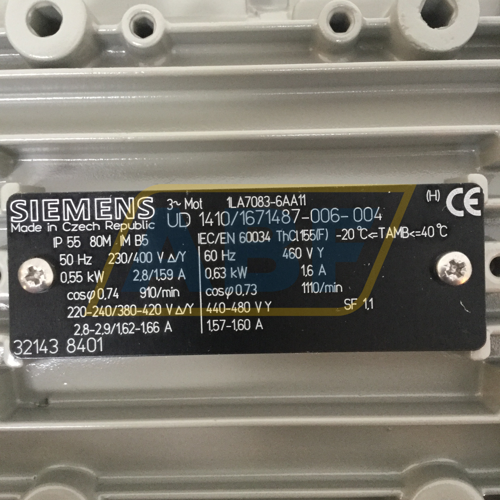 SIEMENS 3~ Mot 1LA7083-6AA11 (H) CE
Made in Czech Republic UD 1410/1671487-006-004
IP 55 80M IM B5 IEC/EN 60034 Th.Cl.155(F) -20°C<=TAMB<=40°C
50 Hz 230/400 V Δ/Y 60 Hz 460 V Y
0,55 kW 2.8/1,59 A 0,63 kW 1.6 A
cosφ 0,74 910/min cosφ 0.73 1110/min
220-240/380-420 V Δ/Y 440-480 V Y SF 1,1
2.8-2.9/1.62-1.66 A 1,57-1.60 A
32143 8401
ABF